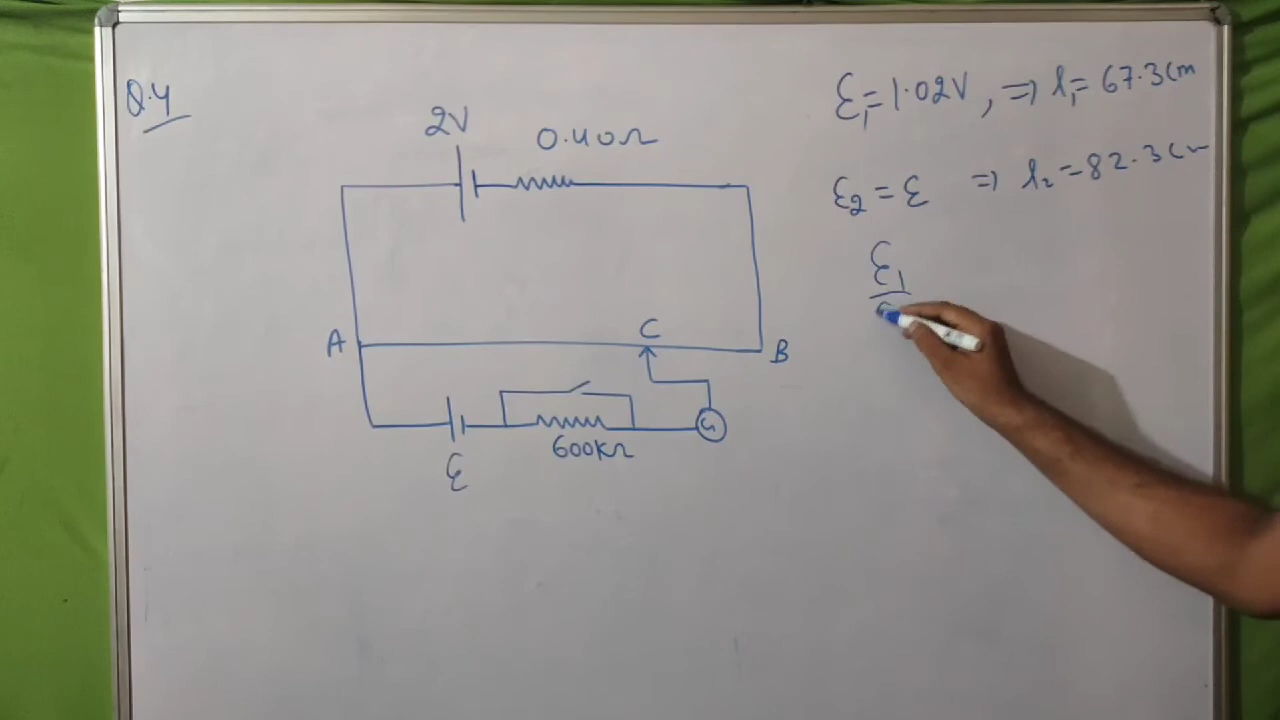 Q.4
2V
0.40Ω
A
C
B
600KΩ
G
ε
ε₁=1.02V, ⇒ l₁=67.3cm
ε₂=ε ⇒ l₂=82.3cm
ε₁